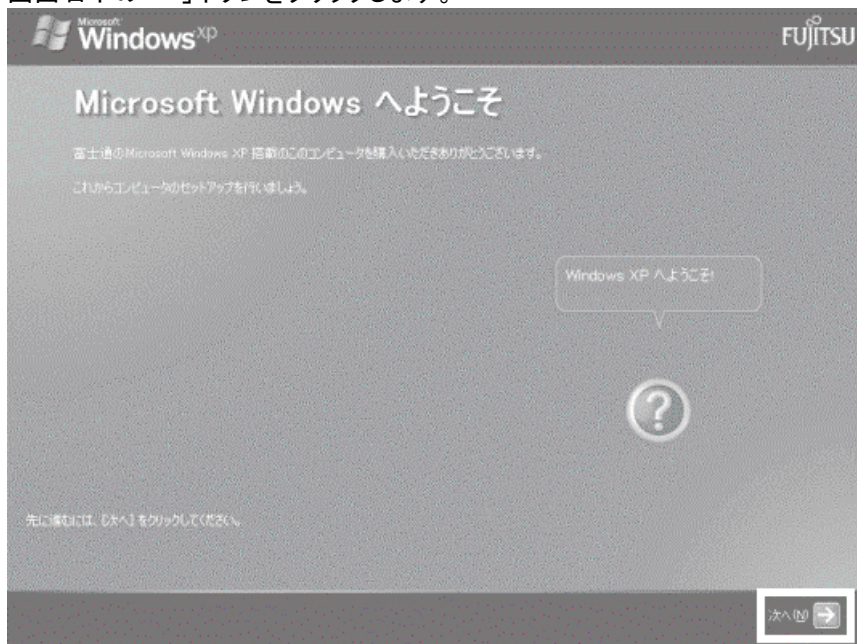 Microsoft
Windows xp
FUJITSU
Microsoft Windows へようこそ
富士通のMicrosoft Windows XP 搭載のこのコンピュータを購入いただきありがとうございます。
これからコンピュータのセットアップを行いましょう。
Windows XP へようこそ!
先に進むには、[次へ] をクリックしてください。
次へ(N)